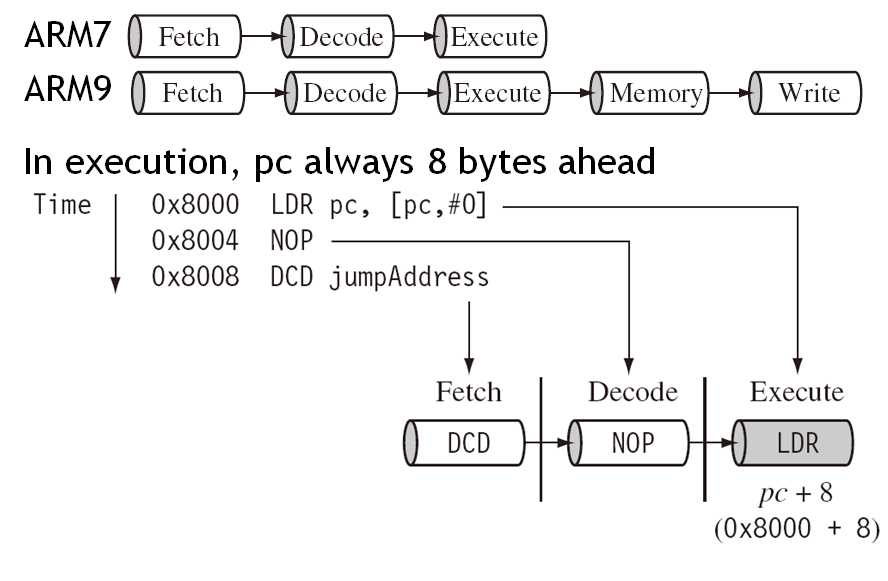 ARM7 Fetch Decode Execute
ARM9 Fetch Decode Execute Memory Write
In execution, pc always 8 bytes ahead
Time 0x8000 LDR pc, [pc,#0]
0x8004 NOP
0x8008 DCD jumpAddress
Fetch Decode Execute
DCD NOP LDR
pc + 8
(0x8000 + 8)